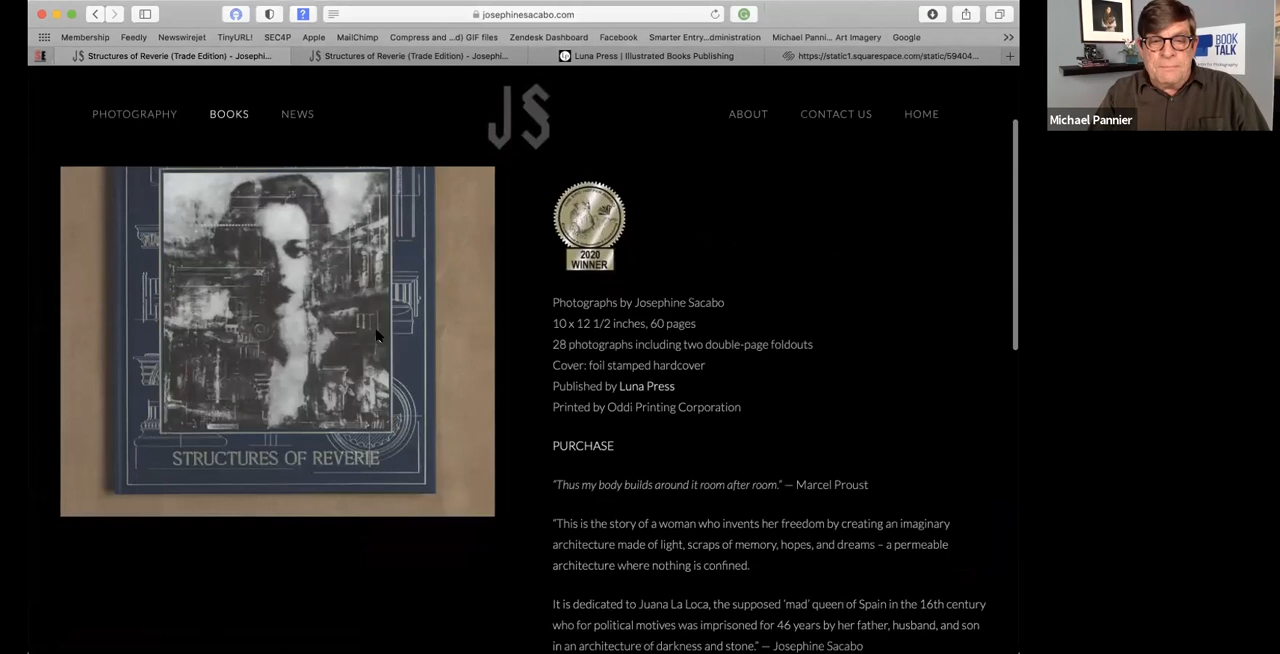 josephinesacabo.com
Membership Feedly Newswirejet TinyURL! SEC4P Apple MailChimp Compress and ...d) GIF files Zendesk Dashboard Facebook Smarter Entry...dministration Michael Panni... Art Imagery Google
Structures of Reverie (Trade Edition) - Josephi... Structures of Reverie (Trade Edition) - Josephi... Luna Press | Illustrated Books Publishing https://static1.squarespace.com/static/59404...
BOOK
TALK
Michael Pannier
PHOTOGRAPHY BOOKS NEWS JS ABOUT CONTACT US HOME
2020
WINNER
STRUCTURES OF REVERIE
Photographs by Josephine Sacabo
10 x 12 1/2 inches, 60 pages
28 photographs including two double-page foldouts
Cover: foil stamped hardcover
Published by Luna Press
Printed by Oddi Printing Corporation
PURCHASE
“Thus my body builds around it room after room.” — Marcel Proust
“This is the story of a woman who invents her freedom by creating an imaginary
architecture made of light, scraps of memory, hopes, and dreams – a permeable
architecture where nothing is confined.
It is dedicated to Juana La Loca, the supposed ‘mad’ queen of Spain in the 16th century
who for political motives was imprisoned for 46 years by her father, husband, and son
in an architecture of darkness and stone.” — Josephine Sacabo